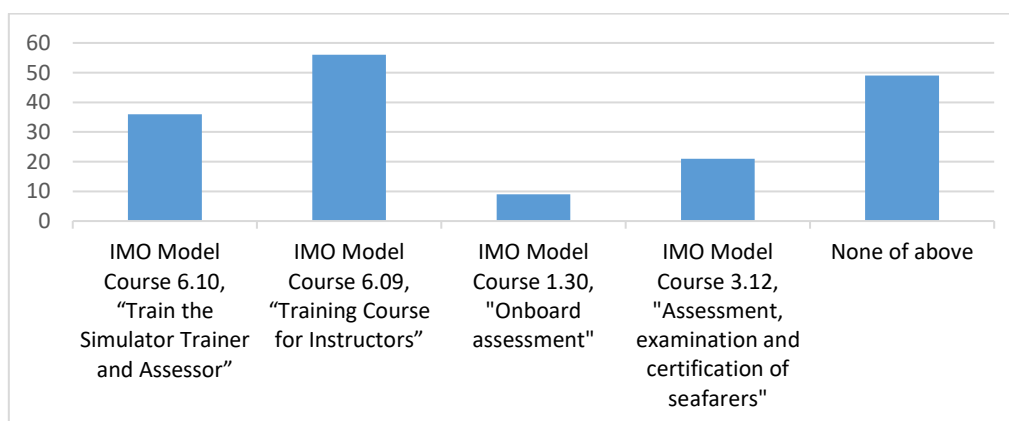 60
50
40
30
20
10
0
IMO Model
Course 6.10,
“Train the
Simulator Trainer
and Assessor”
IMO Model
Course 6.09,
“Training Course
for Instructors”
IMO Model
Course 1.30,
"Onboard
assessment"
IMO Model
Course 3.12,
"Assessment,
examination and
certification of
seafarers"
None of above